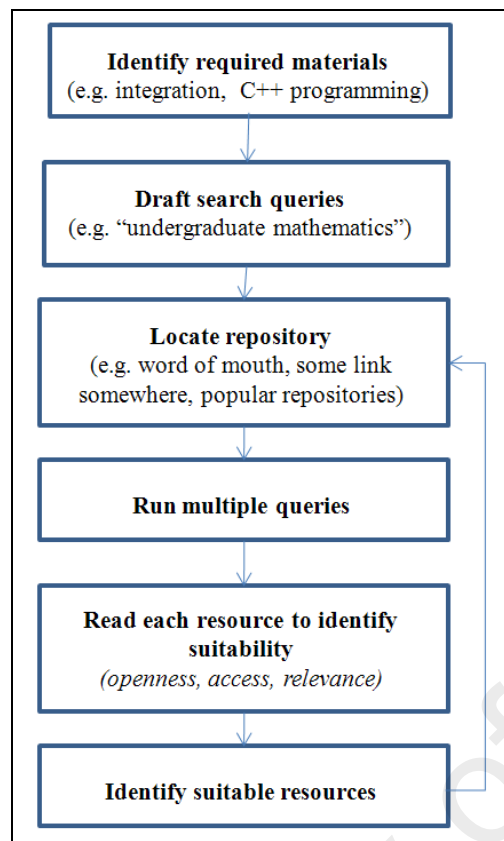 Identify required materials
(e.g. integration, C++ programming)
Draft search queries
(e.g. “undergraduate mathematics”)
Locate repository
(e.g. word of mouth, some link
somewhere, popular repositories)
Run multiple queries
Read each resource to identify
suitability
(openness, access, relevance)
Identify suitable resources